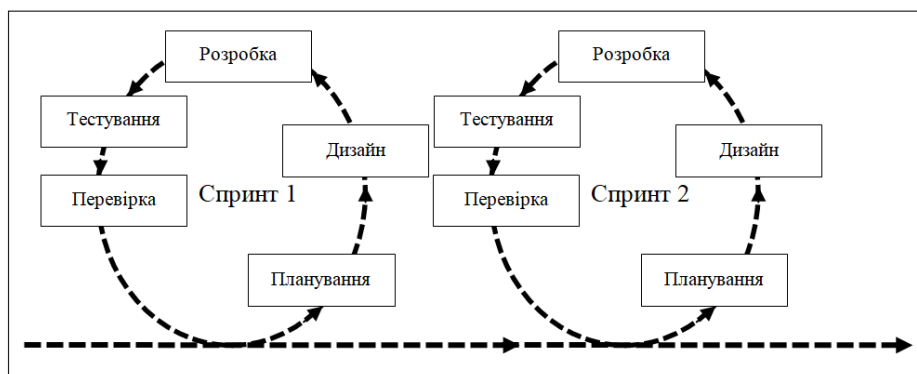 Розробка
Розробка
Тестування
Тестування
Дизайн
Дизайн
Перевірка
Спринт 1
Перевірка
Спринт 2
Планування
Планування